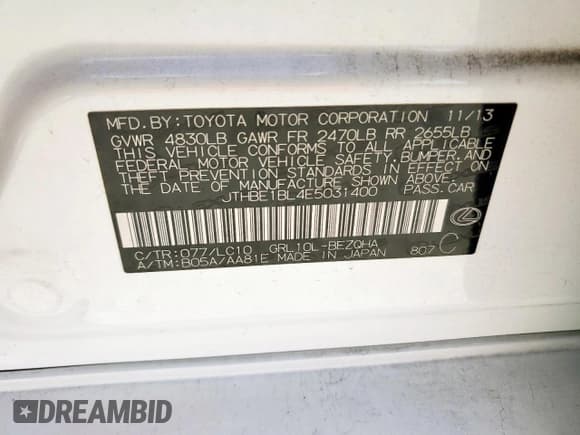 MFD.BY:TOYOTA MOTOR CORPORATION 11/13
GVWR 4830LB GAWR FR 2470LB RR 2655LB
THIS VEHICLE CONFORMS TO ALL APPLICABLE
FEDERAL MOTOR VEHICLE SAFETY, BUMPER, AND
THEFT PREVENTION STANDARDS IN EFFECT ON
THE DATE OF MANUFACTURE SHOWN ABOVE.
JTHBE1BL4E5031400 PASS.CAR
C/TR:077/LC10 GRL10L-BEZQHA
A/TM:B05A/AA81E MADE IN JAPAN 807 C
DREAMBID